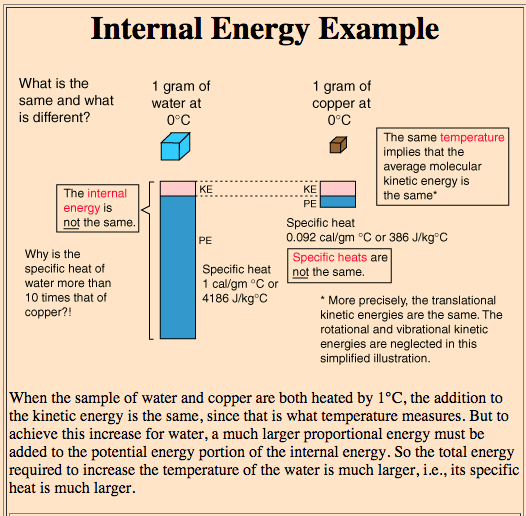 Internal Energy Example
What is the
same and what
is different?
1 gram of
water at
0°C
1 gram of
copper at
0°C
The same temperature
implies that the
average molecular
kinetic energy is
the same*
The internal
energy is
not the same.
KE
KE
PE
PE
Specific heat
0.092 cal/gm °C or 386 J/kg°C
Specific heats are
not the same.
Why is the
specific heat of
water more than
10 times that of
copper?!
Specific heat
1 cal/gm °C or
4186 J/kg°C
* More precisely, the translational
kinetic energies are the same. The
rotational and vibrational kinetic
energies are neglected in this
simplified illustration.
When the sample of water and copper are both heated by 1°C, the addition to
the kinetic energy is the same, since that is what temperature measures. But to
achieve this increase for water, a much larger proportional energy must be
added to the potential energy portion of the internal energy. So the total energy
required to increase the temperature of the water is much larger, i.e., its specific
heat is much larger.